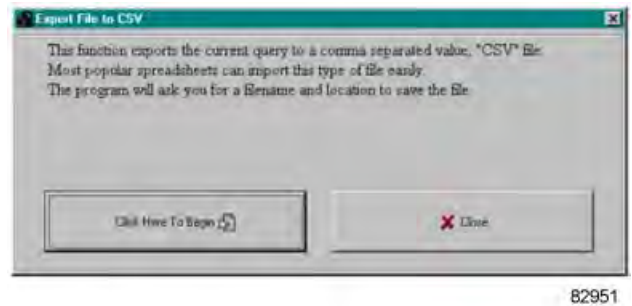 Export File to CSV
This function exports the current query to a comma separated value, "CSV" file.
Most popular spreadsheets can import this type of file easily.
The program will ask you for a filename and location to save the file.
Click Here To Begin
Close
82951